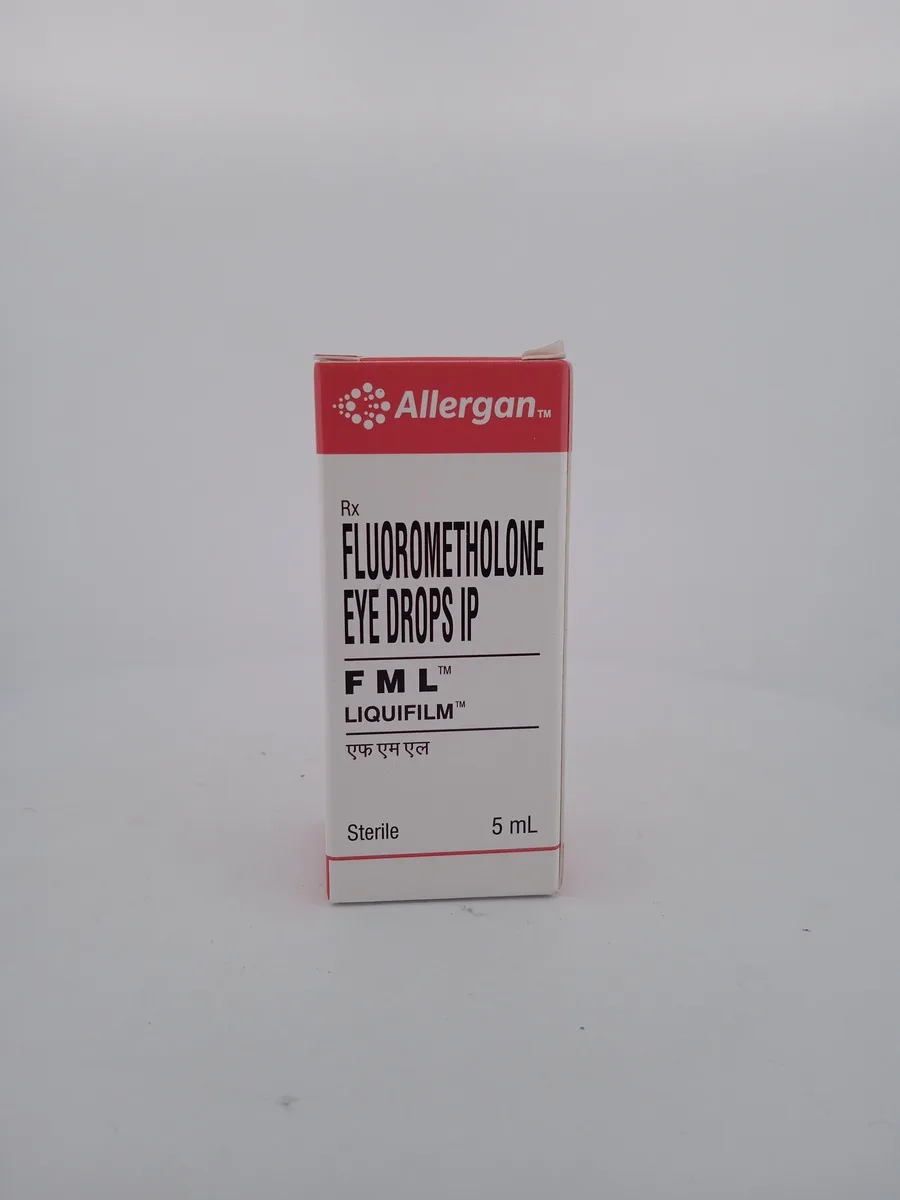 Allergan™
Rx
FLUOROMETHOLONE
EYE DROPS IP
FML™
LIQUIFILM™
एफ एम एल
Sterile
5 mL